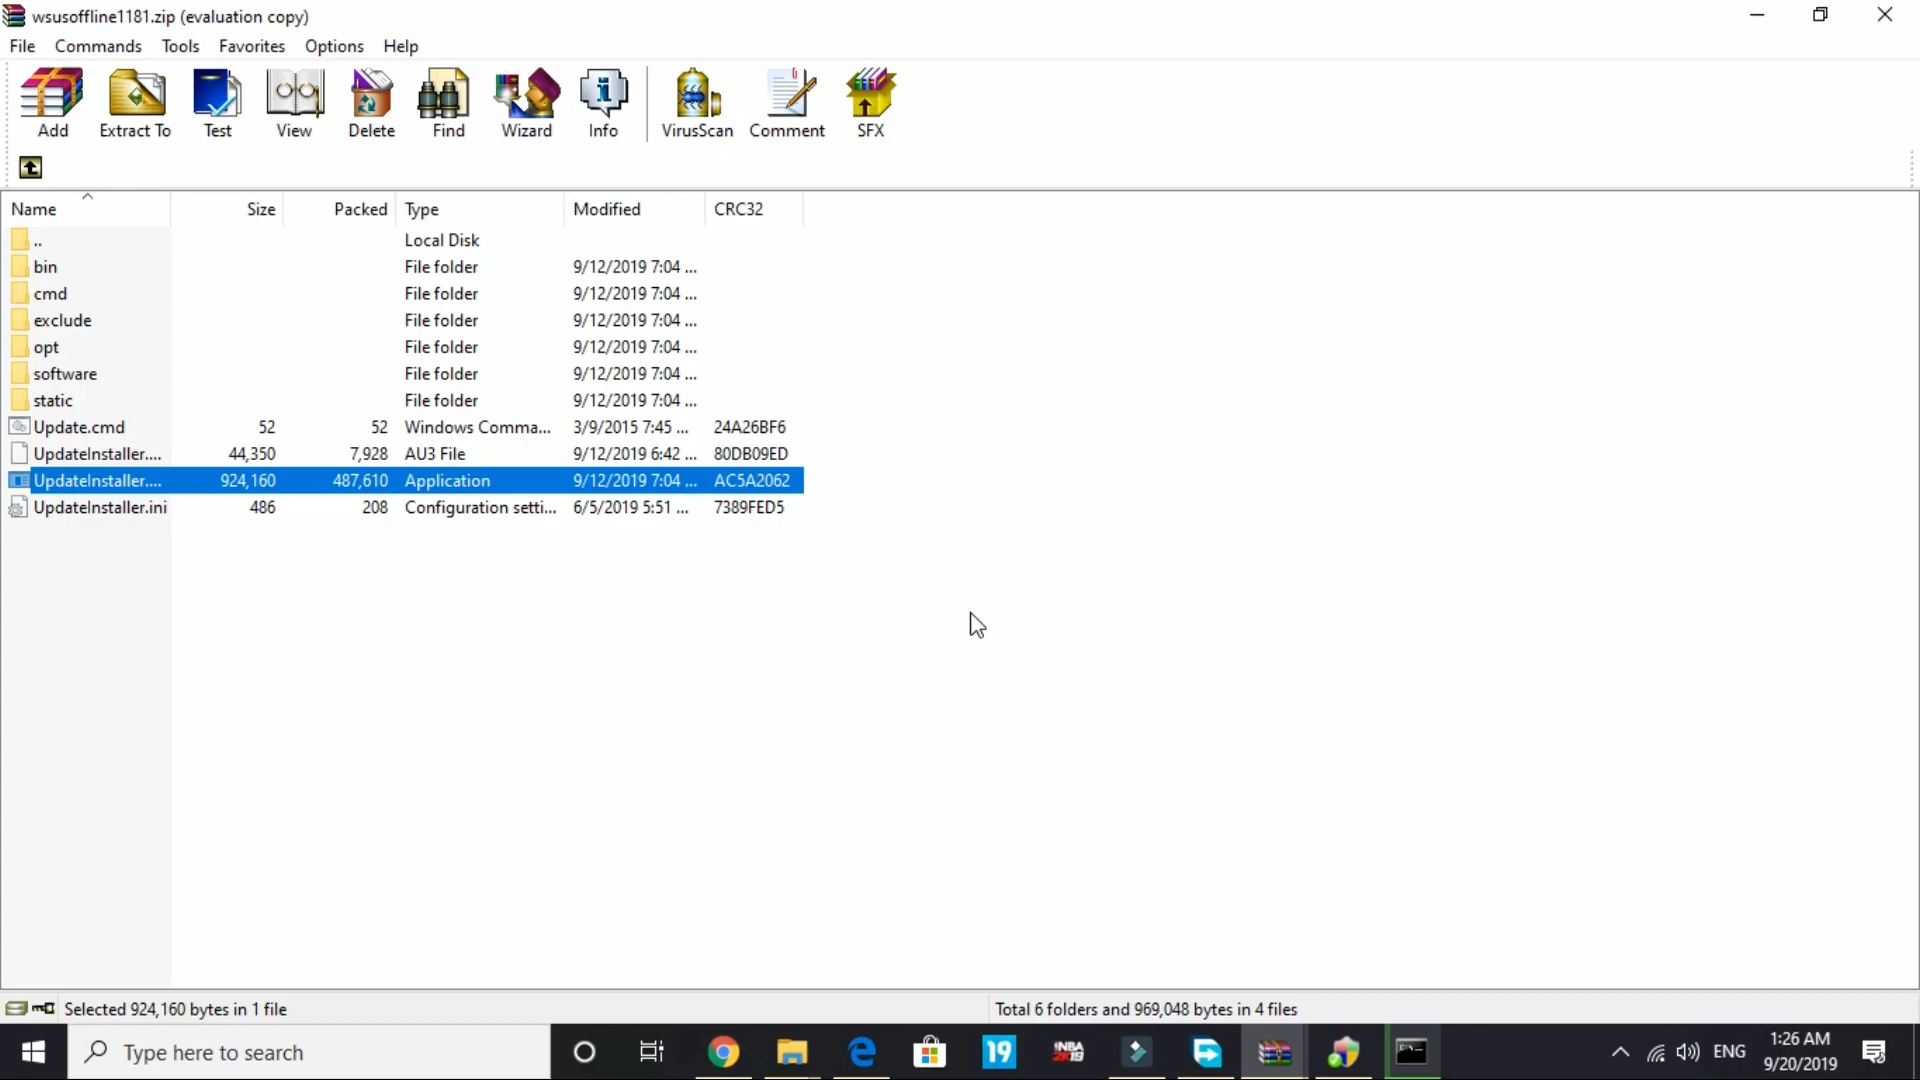 wsusoffline1181.zip (evaluation copy)
File Commands Tools Favorites Options Help
Add Extract To Test View Delete Find Wizard Info VirusScan Comment SFX
Name Size Packed Type Modified CRC32
.. Local Disk
bin File folder 9/12/2019 7:04 ...
cmd File folder 9/12/2019 7:04 ...
exclude File folder 9/12/2019 7:04 ...
opt File folder 9/12/2019 7:04 ...
software File folder 9/12/2019 7:04 ...
static File folder 9/12/2019 7:04 ...
Update.cmd 52 52 Windows Comma... 3/9/2015 7:45 ... 24A26BF6
UpdateInstaller.... 44,350 7,928 AU3 File 9/12/2019 6:42 ... 80DB09ED
UpdateInstaller.... 924,160 487,610 Application 9/12/2019 7:04 ... AC5A2062
UpdateInstaller.ini 486 208 Configuration setti... 6/5/2019 5:51 ... 7389FED5
Selected 924,160 bytes in 1 file Total 6 folders and 969,048 bytes in 4 files
Type here to search 19 NBA 2K19 ENG 1:26 AM
9/20/2019